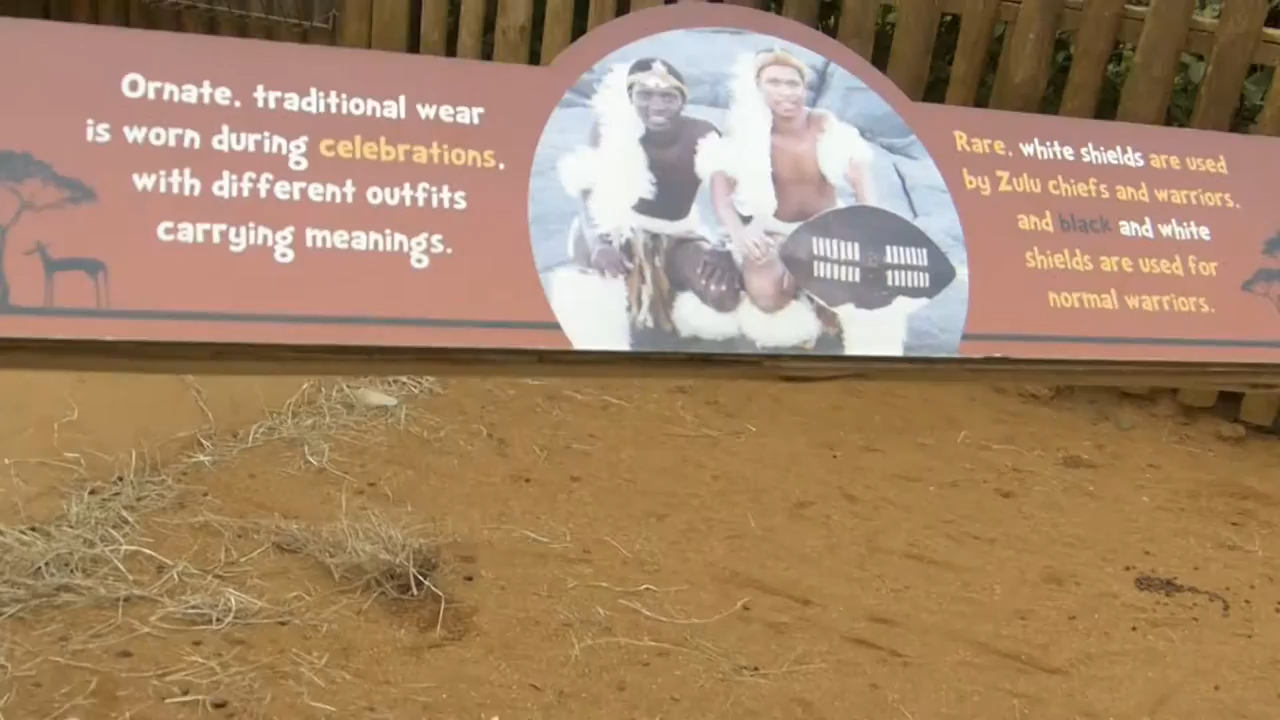 Ornate, traditional wear
is worn during celebrations,
with different outfits
carrying meanings.
Rare, white shields are used
by Zulu chiefs and warriors,
and black and white
shields are used for
normal warriors.